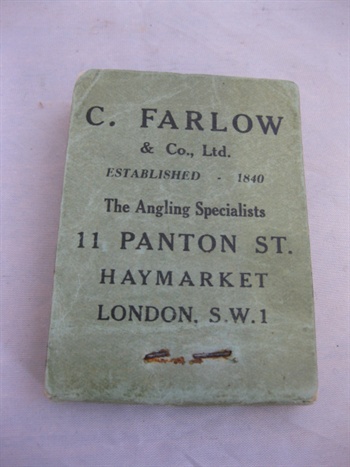 C. FARLOW
& Co., Ltd.
ESTABLISHED - 1840
The Angling Specialists
11 PANTON ST.
HAYMARKET
LONDON. S.W.1